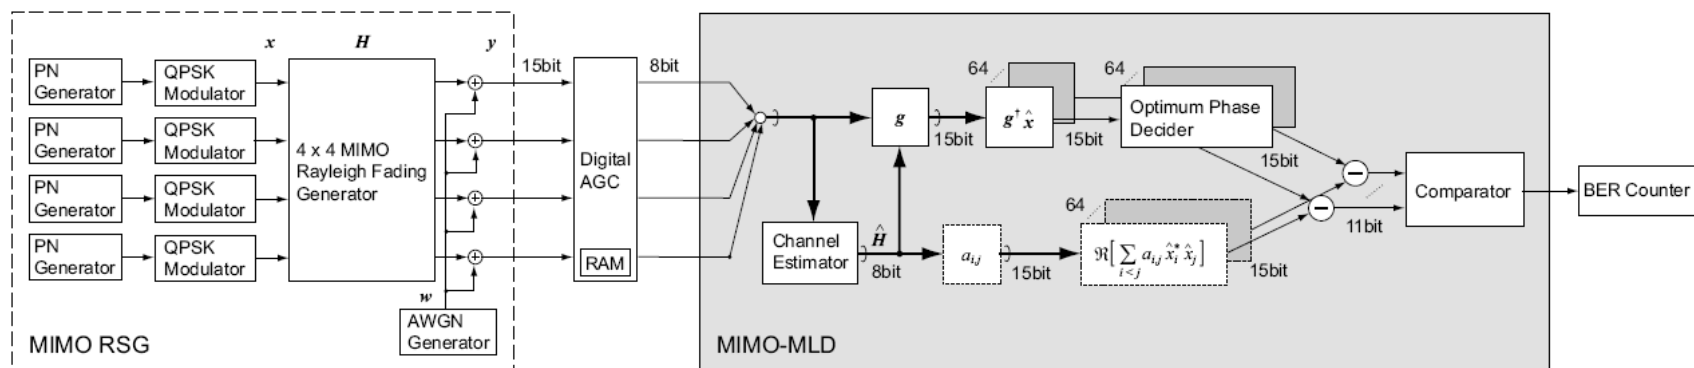 x
H
y
PN
Generator
QPSK
Modulator
PN
Generator
QPSK
Modulator
PN
Generator
QPSK
Modulator
PN
Generator
QPSK
Modulator
4 x 4 MIMO
Rayleigh Fading
Generator
w
AWGN
Generator
MIMO RSG
15bit
Digital
AGC
RAM
8bit
Channel
Estimator
Ĥ
8bit
g
15bit
64
g† x̂
15bit
64
Optimum Phase
Decider
15bit
a_{i,j}
15bit
64
ℜ[ ∑_{i<j} a_{i,j} x̂_i^* x̂_j ]
15bit
−
−
11bit
Comparator
MIMO-MLD
BER Counter